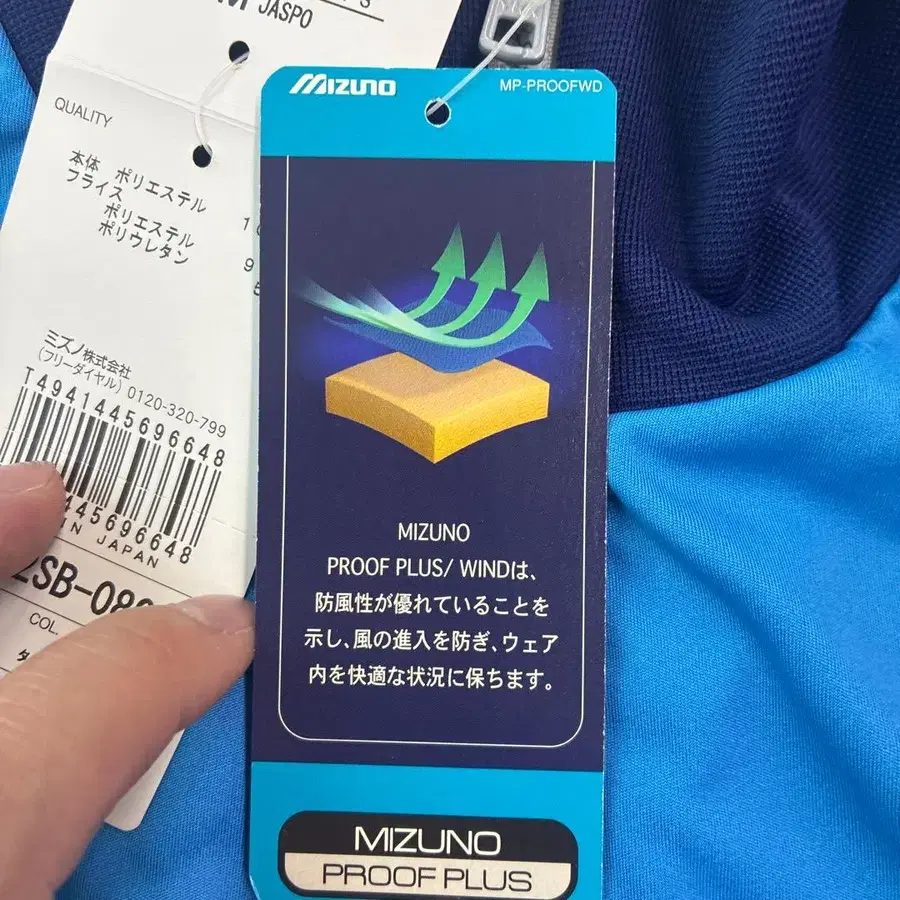 M JASPO
QUALITY
本体 ポリエステル
フライス
ポリエステル 9
ポリウレタン 5
ミズノ株式会社
(フリーダイヤル) 0120-320-799
T4941445696648
45696648
IN JAPAN
SB-08
COL.
MIZUNO MP-PROOFWD
MIZUNO
PROOF PLUS/ WINDは、
防風性が優れていることを
示し、風の進入を防ぎ、ウェア
内を快適な状況に保ちます。
MIZUNO
PROOF PLUS